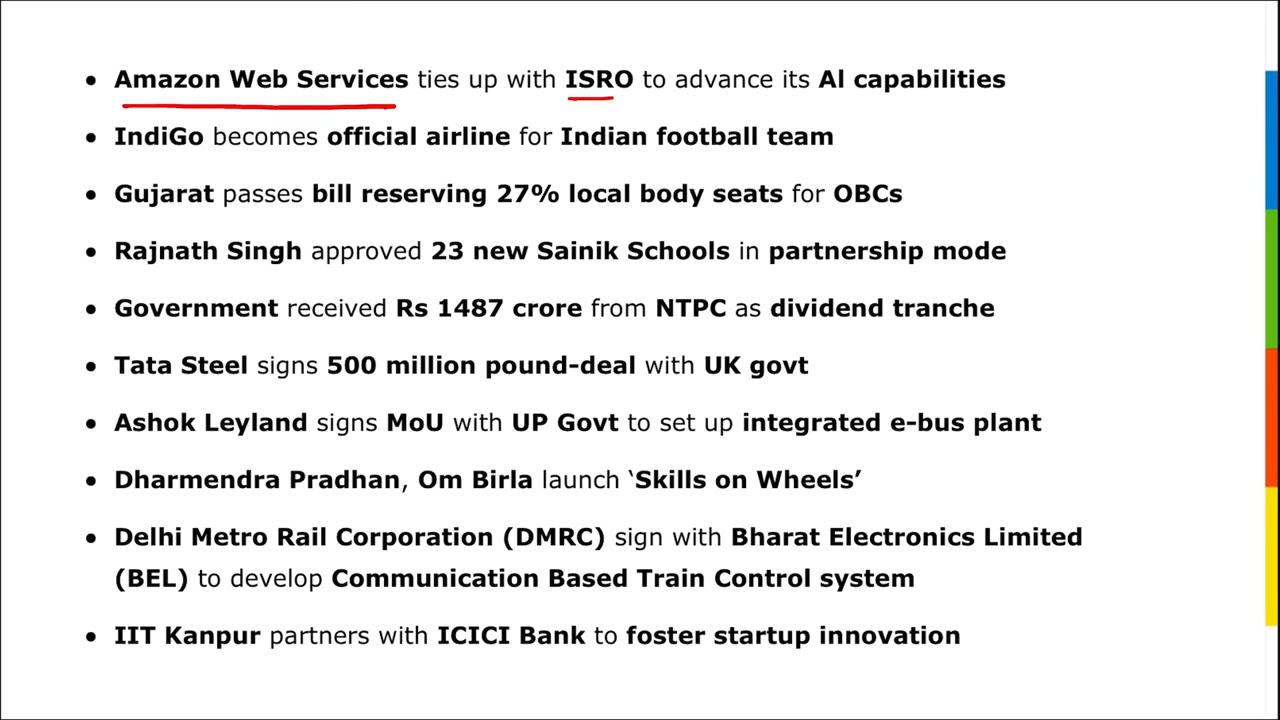 • Amazon Web Services ties up with ISRO to advance its AI capabilities
• IndiGo becomes official airline for Indian football team
• Gujarat passes bill reserving 27% local body seats for OBCs
• Rajnath Singh approved 23 new Sainik Schools in partnership mode
• Government received Rs 1487 crore from NTPC as dividend tranche
• Tata Steel signs 500 million pound-deal with UK govt
• Ashok Leyland signs MoU with UP Govt to set up integrated e-bus plant
• Dharmendra Pradhan, Om Birla launch ‘Skills on Wheels’
• Delhi Metro Rail Corporation (DMRC) sign with Bharat Electronics Limited
(BEL) to develop Communication Based Train Control system
• IIT Kanpur partners with ICICI Bank to foster startup innovation